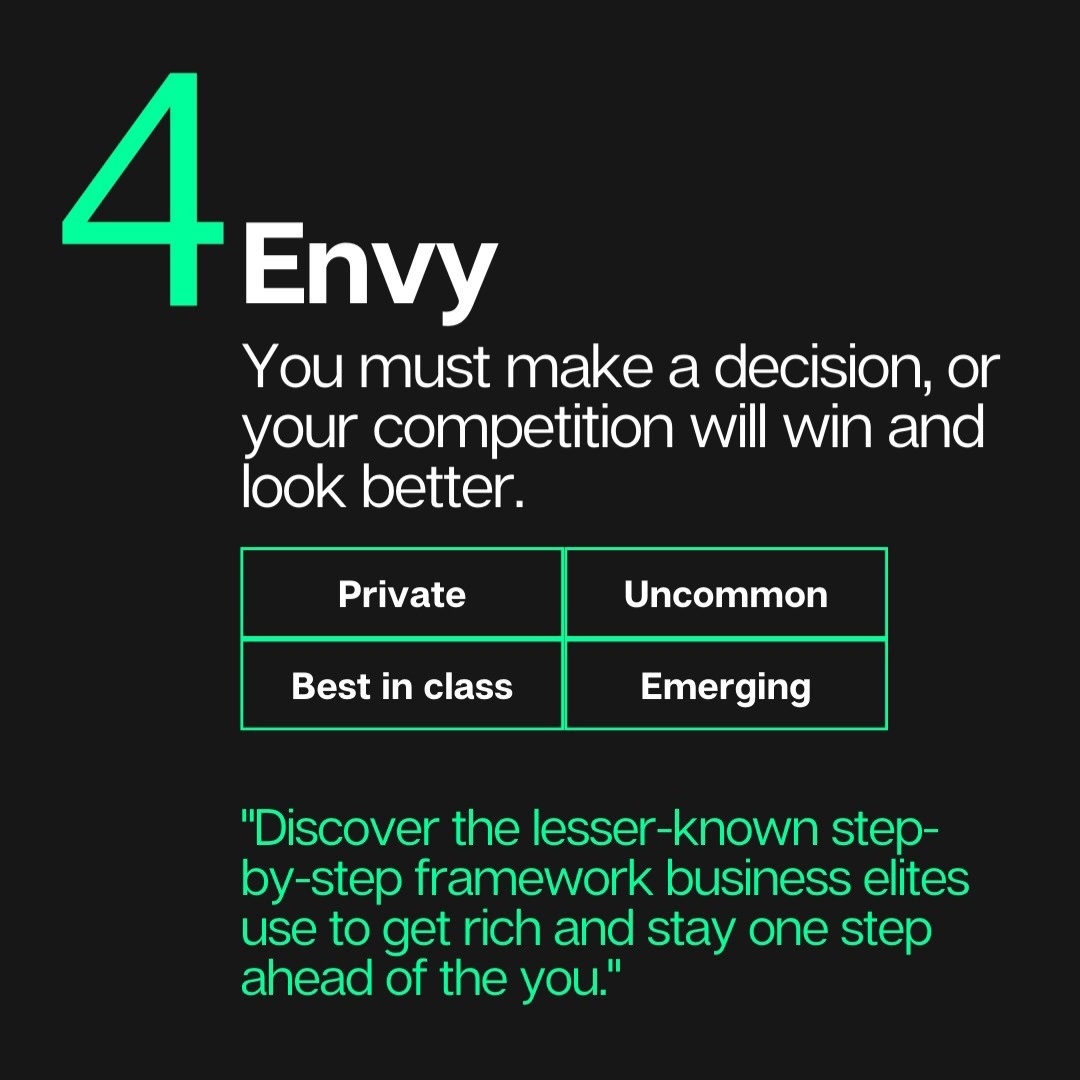 4
Envy
You must make a decision, or
your competition will win and
look better.
Private
Uncommon
Best in class
Emerging
"Discover the lesser-known step-
by-step framework business elites
use to get rich and stay one step
ahead of the you."